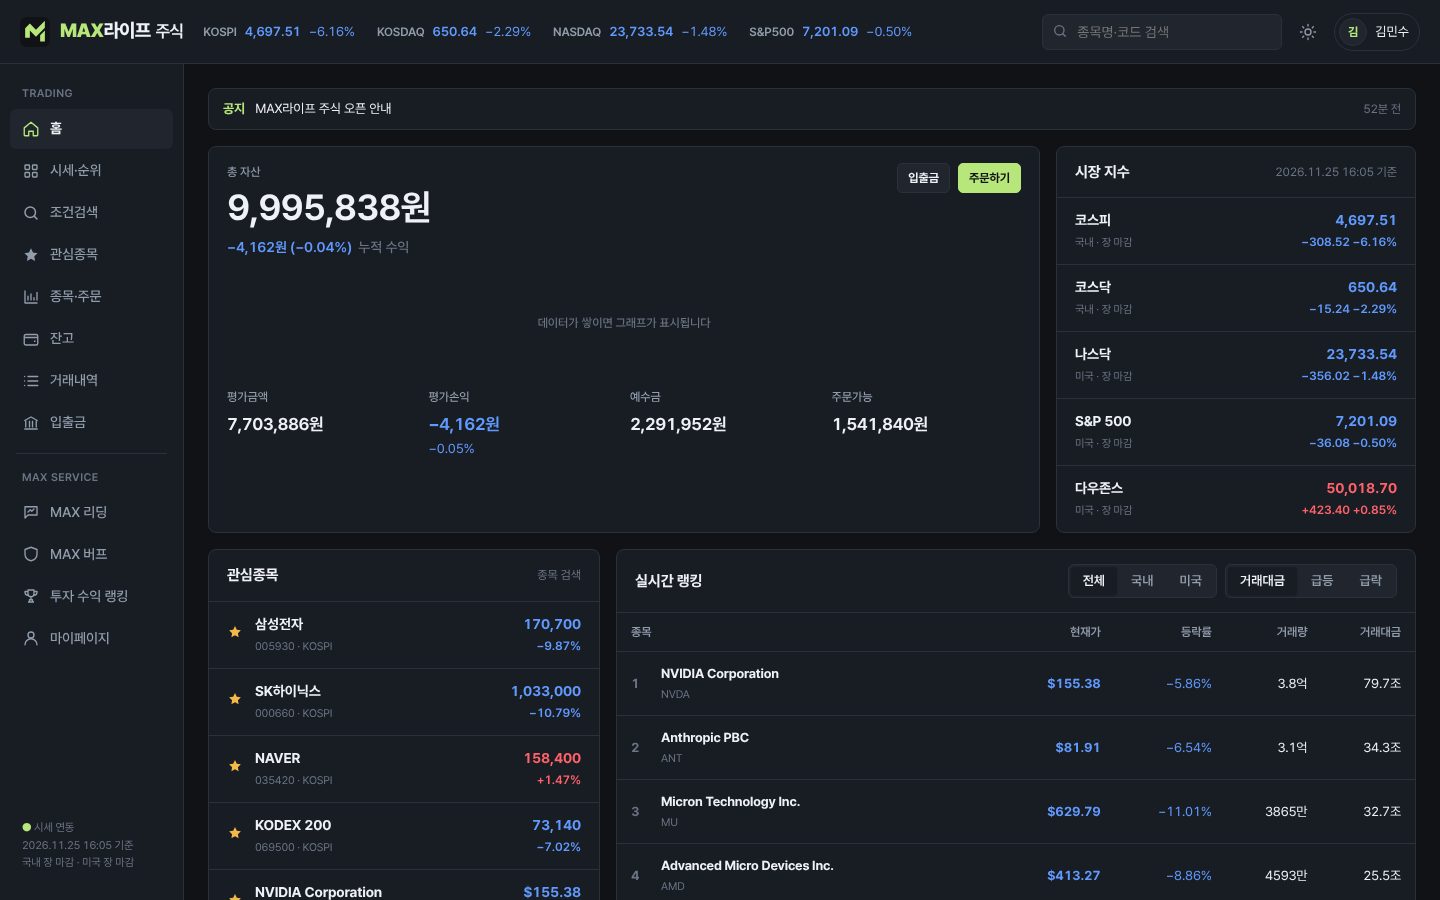 MAX라이프 주식
KOSPI 4,697.51 −6.16% KOSDAQ 650.64 −2.29% NASDAQ 23,733.54 −1.48% S&P500 7,201.09 −0.50%
종목명·코드 검색
김 김민수
TRADING
홈
시세·순위
조건검색
관심종목
종목·주문
잔고
거래내역
입출금
MAX SERVICE
MAX 리딩
MAX 버프
투자 수익 랭킹
마이페이지
시세 연동
2026.11.25 16:05 기준
국내 장 마감 · 미국 장 마감
공지 MAX라이프 주식 오픈 안내 52분 전
총 자산
입출금 주문하기
9,995,838원
−4,162원 (−0.04%) 누적 수익
데이터가 쌓이면 그래프가 표시됩니다
평가금액 평가손익 예수금 주문가능
7,703,886원 −4,162원 2,291,952원 1,541,840원
−0.05%
시장 지수 2026.11.25 16:05 기준
코스피 4,697.51
국내 · 장 마감 −308.52 −6.16%
코스닥 650.64
국내 · 장 마감 −15.24 −2.29%
나스닥 23,733.54
미국 · 장 마감 −356.02 −1.48%
S&P 500 7,201.09
미국 · 장 마감 −36.08 −0.50%
다우존스 50,018.70
미국 · 장 마감 +423.40 +0.85%
관심종목 종목 검색
삼성전자 170,700
005930 · KOSPI −9.87%
SK하이닉스 1,033,000
000660 · KOSPI −10.79%
NAVER 158,400
035420 · KOSPI +1.47%
KODEX 200 73,140
069500 · KOSPI −7.02%
NVIDIA Corporation $155.38
실시간 랭킹 전체 국내 미국 거래대금 급등 급락
종목 현재가 등락률 거래량 거래대금
1 NVIDIA Corporation $155.38 −5.86% 3.8억 79.7조
NVDA
2 Anthropic PBC $81.91 −6.54% 3.1억 34.3조
ANT
3 Micron Technology Inc. $629.79 −11.01% 3865만 32.7조
MU
4 Advanced Micro Devices Inc. $413.27 −8.86% 4593만 25.5조
AMD